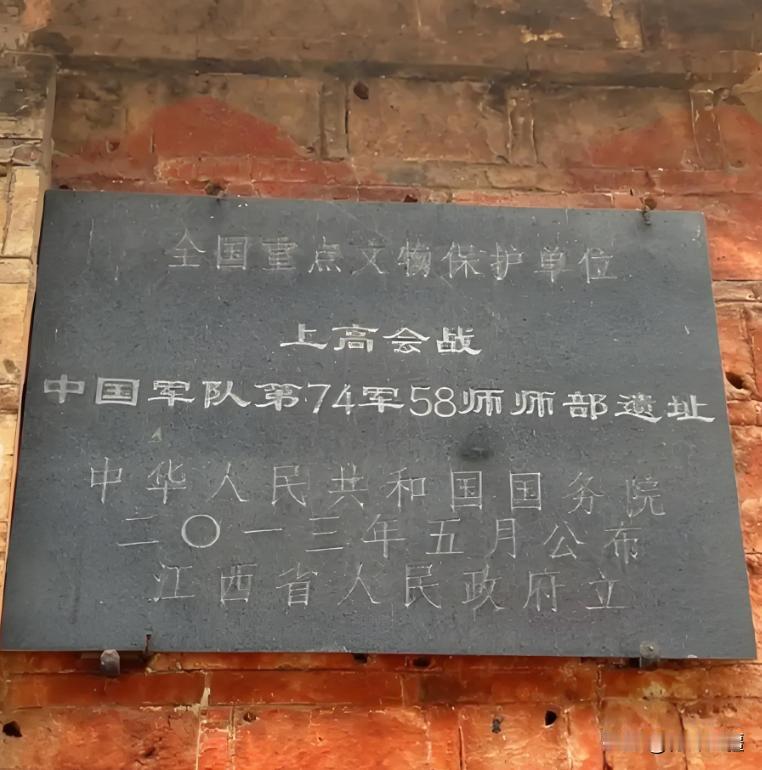 全国重点文物保护单位
上高会战
中国军队第74军58师师部遗址
中华人民共和国国务院
二〇一三年五月公布
江西省人民政府立